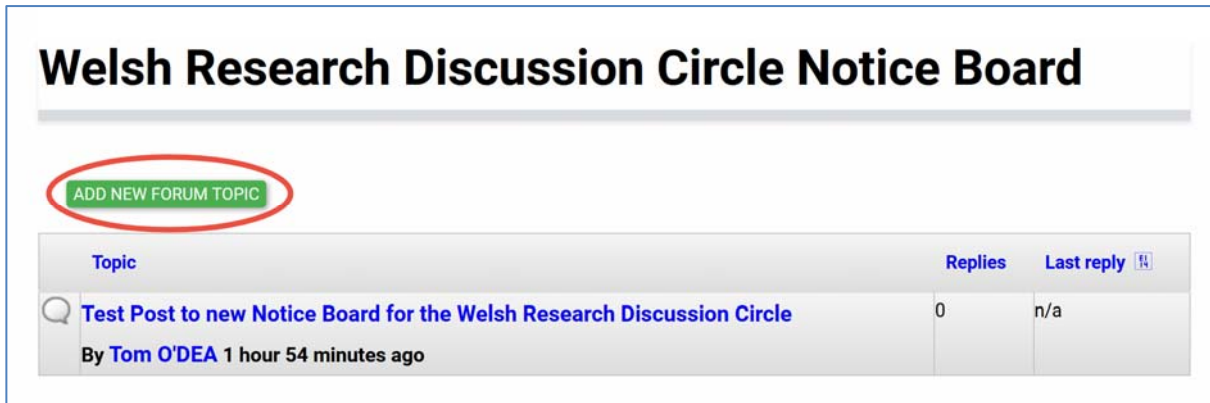 Welsh Research Discussion Circle Notice Board
ADD NEW FORUM TOPIC
Topic Replies Last reply
Test Post to new Notice Board for the Welsh Research Discussion Circle 0 n/a
By Tom O'DEA 1 hour 54 minutes ago